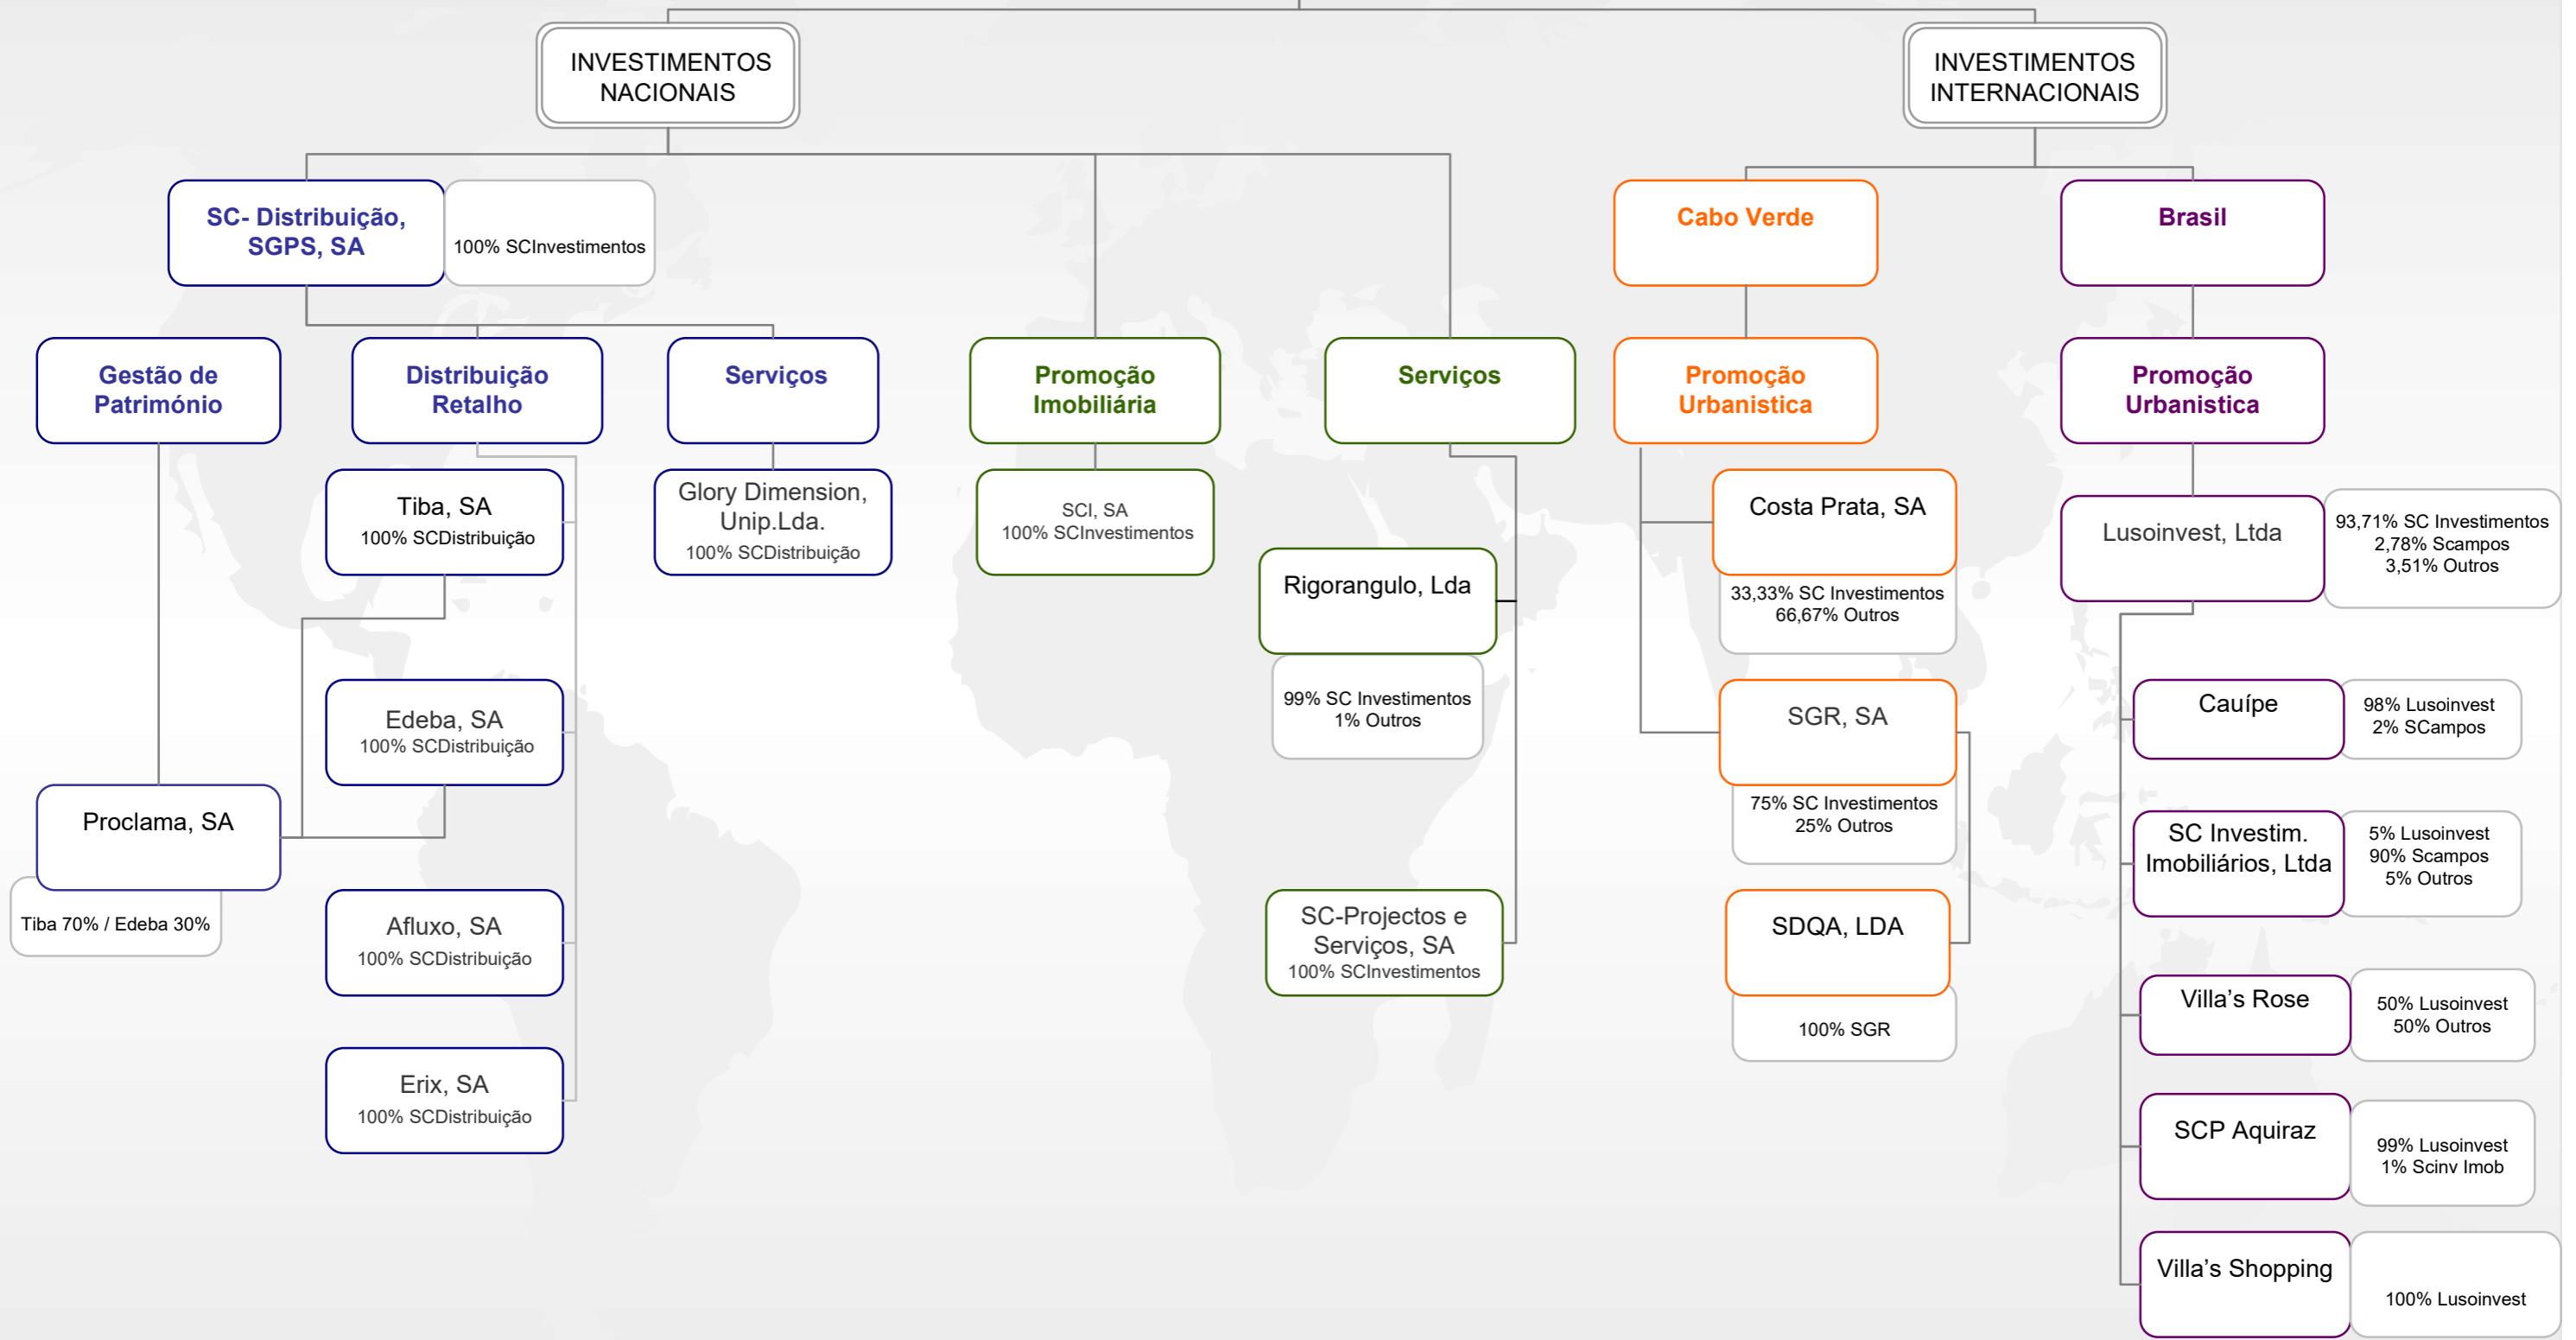 INVESTIMENTOS
NACIONAIS
INVESTIMENTOS
INTERNACIONAIS
SC- Distribuição,
SGPS, SA
100% SCInvestimentos
Cabo Verde
Brasil
Gestão de
Património
Distribuição
Retalho
Serviços
Promoção
Imobiliária
Serviços
Promoção
Urbanistica
Promoção
Urbanistica
Tiba, SA
100% SCDistribuição
Glory Dimension,
Unip.Lda.
100% SCDistribuição
SCI, SA
100% SCInvestimentos
Rigorangulo, Lda
99% SC Investimentos
1% Outros
Costa Prata, SA
33,33% SC Investimentos
66,67% Outros
Lusoinvest, Ltda
93,71% SC Investimentos
2,78% Scampos
3,51% Outros
Edeba, SA
100% SCDistribuição
SGR, SA
75% SC Investimentos
25% Outros
Cauípe
98% Lusoinvest
2% SCampos
Proclama, SA
Tiba 70% / Edeba 30%
SC Investim.
Imobiliários, Ltda
5% Lusoinvest
90% Scampos
5% Outros
Afluxo, SA
100% SCDistribuição
SC-Projectos e
Serviços, SA
100% SCInvestimentos
SDQA, LDA
100% SGR
Villa’s Rose
50% Lusoinvest
50% Outros
Erix, SA
100% SCDistribuição
SCP Aquiraz
99% Lusoinvest
1% Scinv Imob
Villa’s Shopping
100% Lusoinvest